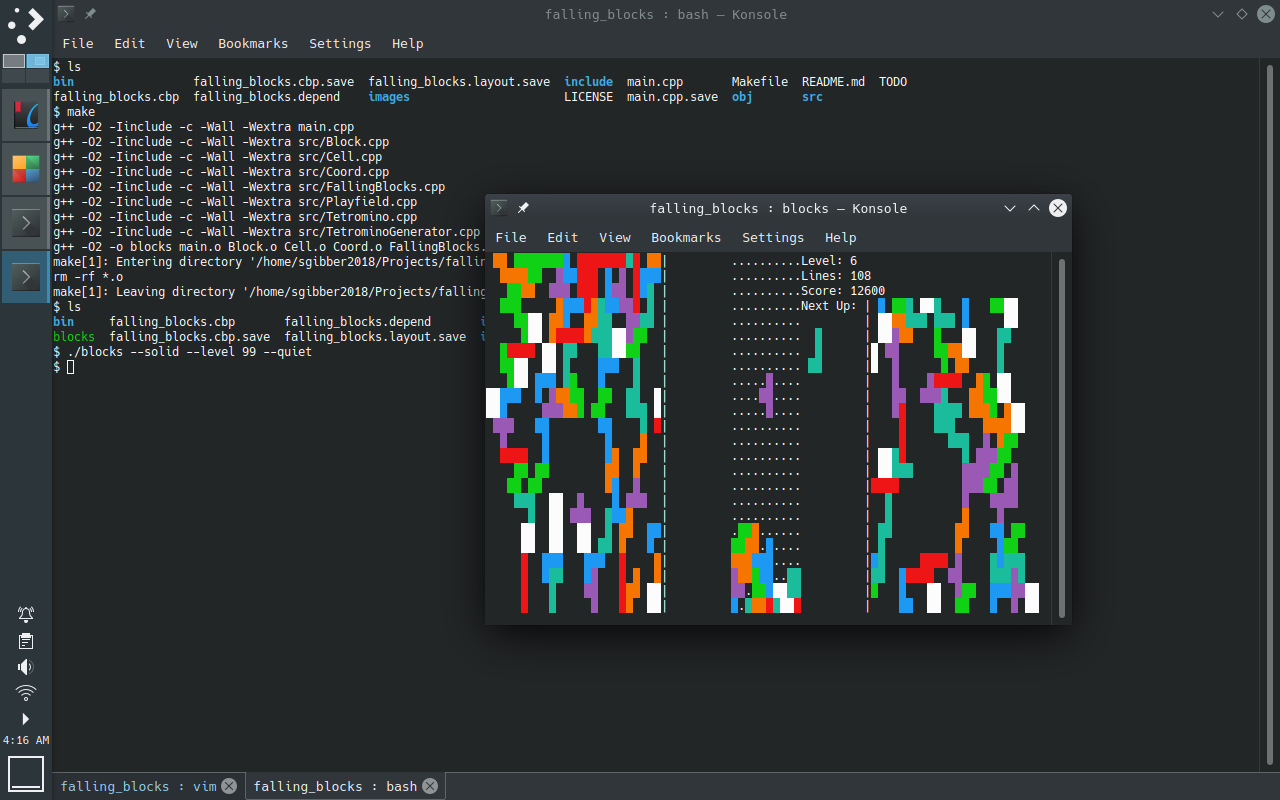 falling_blocks : bash — Konsole
File Edit View Bookmarks Settings Help
$ ls
bin falling_blocks.cbp.save falling_blocks.layout.save include main.cpp Makefile README.md TODO
falling_blocks.cbp falling_blocks.depend images LICENSE main.cpp.save obj src
$ make
g++ -O2 -Iinclude -c -Wall -Wextra main.cpp
g++ -O2 -Iinclude -c -Wall -Wextra src/Block.cpp
g++ -O2 -Iinclude -c -Wall -Wextra src/Cell.cpp
g++ -O2 -Iinclude -c -Wall -Wextra src/Coord.cpp
g++ -O2 -Iinclude -c -Wall -Wextra src/FallingBlocks.cpp
g++ -O2 -Iinclude -c -Wall -Wextra src/Playfield.cpp
g++ -O2 -Iinclude -c -Wall -Wextra src/Tetromino.cpp
g++ -O2 -Iinclude -c -Wall -Wextra src/TetrominoGenerator.cpp
g++ -O2 -o blocks main.o Block.o Cell.o Coord.o FallingBlocks.
make[1]: Entering directory '/home/sgibber2018/Projects/falli
rm -rf *.o
make[1]: Leaving directory '/home/sgibber2018/Projects/falling
$ ls
bin falling_blocks.cbp falling_blocks.depend
blocks falling_blocks.cbp.save falling_blocks.layout.save
$ ./blocks --solid --level 99 --quiet
$
falling_blocks : blocks — Konsole
File Edit View Bookmarks Settings Help
..........Level: 6
..........Lines: 108
..........Score: 12600
..........Next Up:
4:16 AM
falling_blocks : vim
falling_blocks : bash